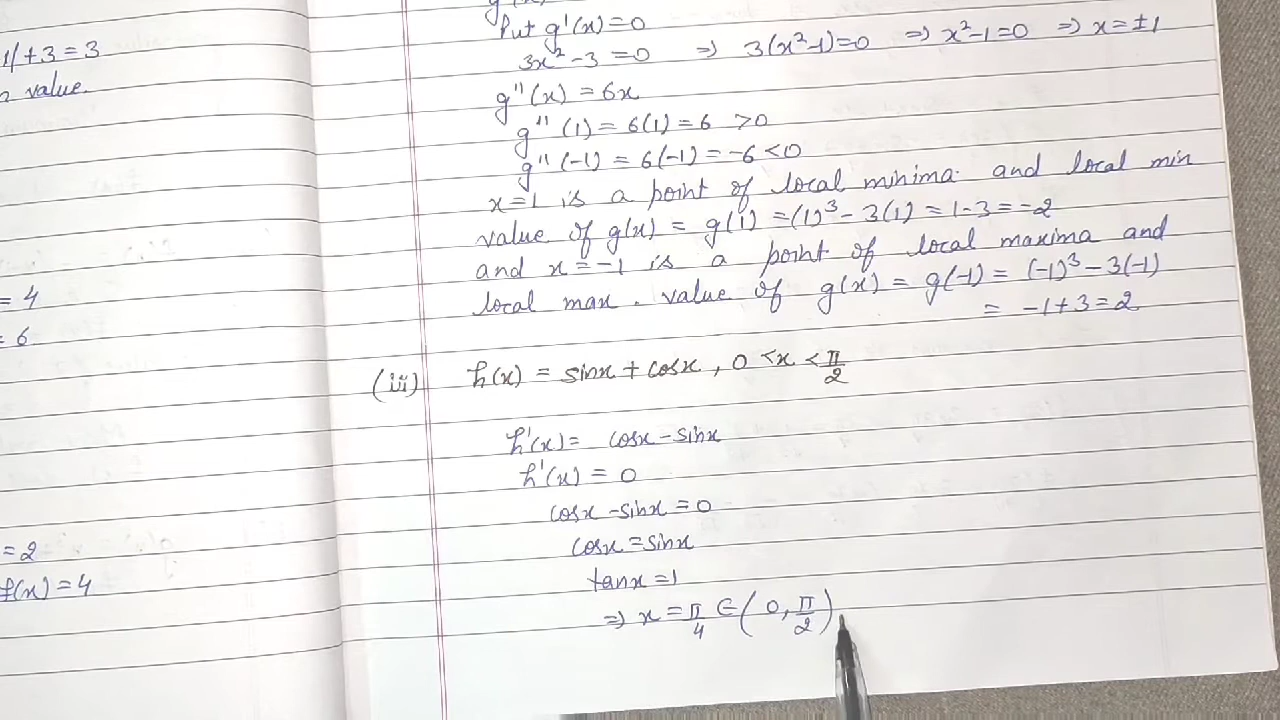 1/+3=3
value.
=4
=6
=2
f(x)=4
Put g'(x)=0
3x²-3=0 ⇒ 3(x²-1)=0 ⇒ x²-1=0 ⇒ x=±1
g''(x) = 6x
g''(1) = 6(1) = 6 >0
g''(-1) = 6(-1) = -6 <0
x=1 is a point of local minima. and local min
value of g(x) = g(1) = (1)³-3(1) = 1-3=-2
and x=-1 is a point of local maxima and
local max. value of g(x) = g(-1) = (-1)³-3(-1)
= -1+3=2
(iii) h(x) = sinx + cosx, 0<x<π/2
h'(x) = cosx-sinx
h'(x) = 0
cosx-sinx=0
cosx=sinx
tanx=1
⇒ x=π/4 ∈ (0, π/2)